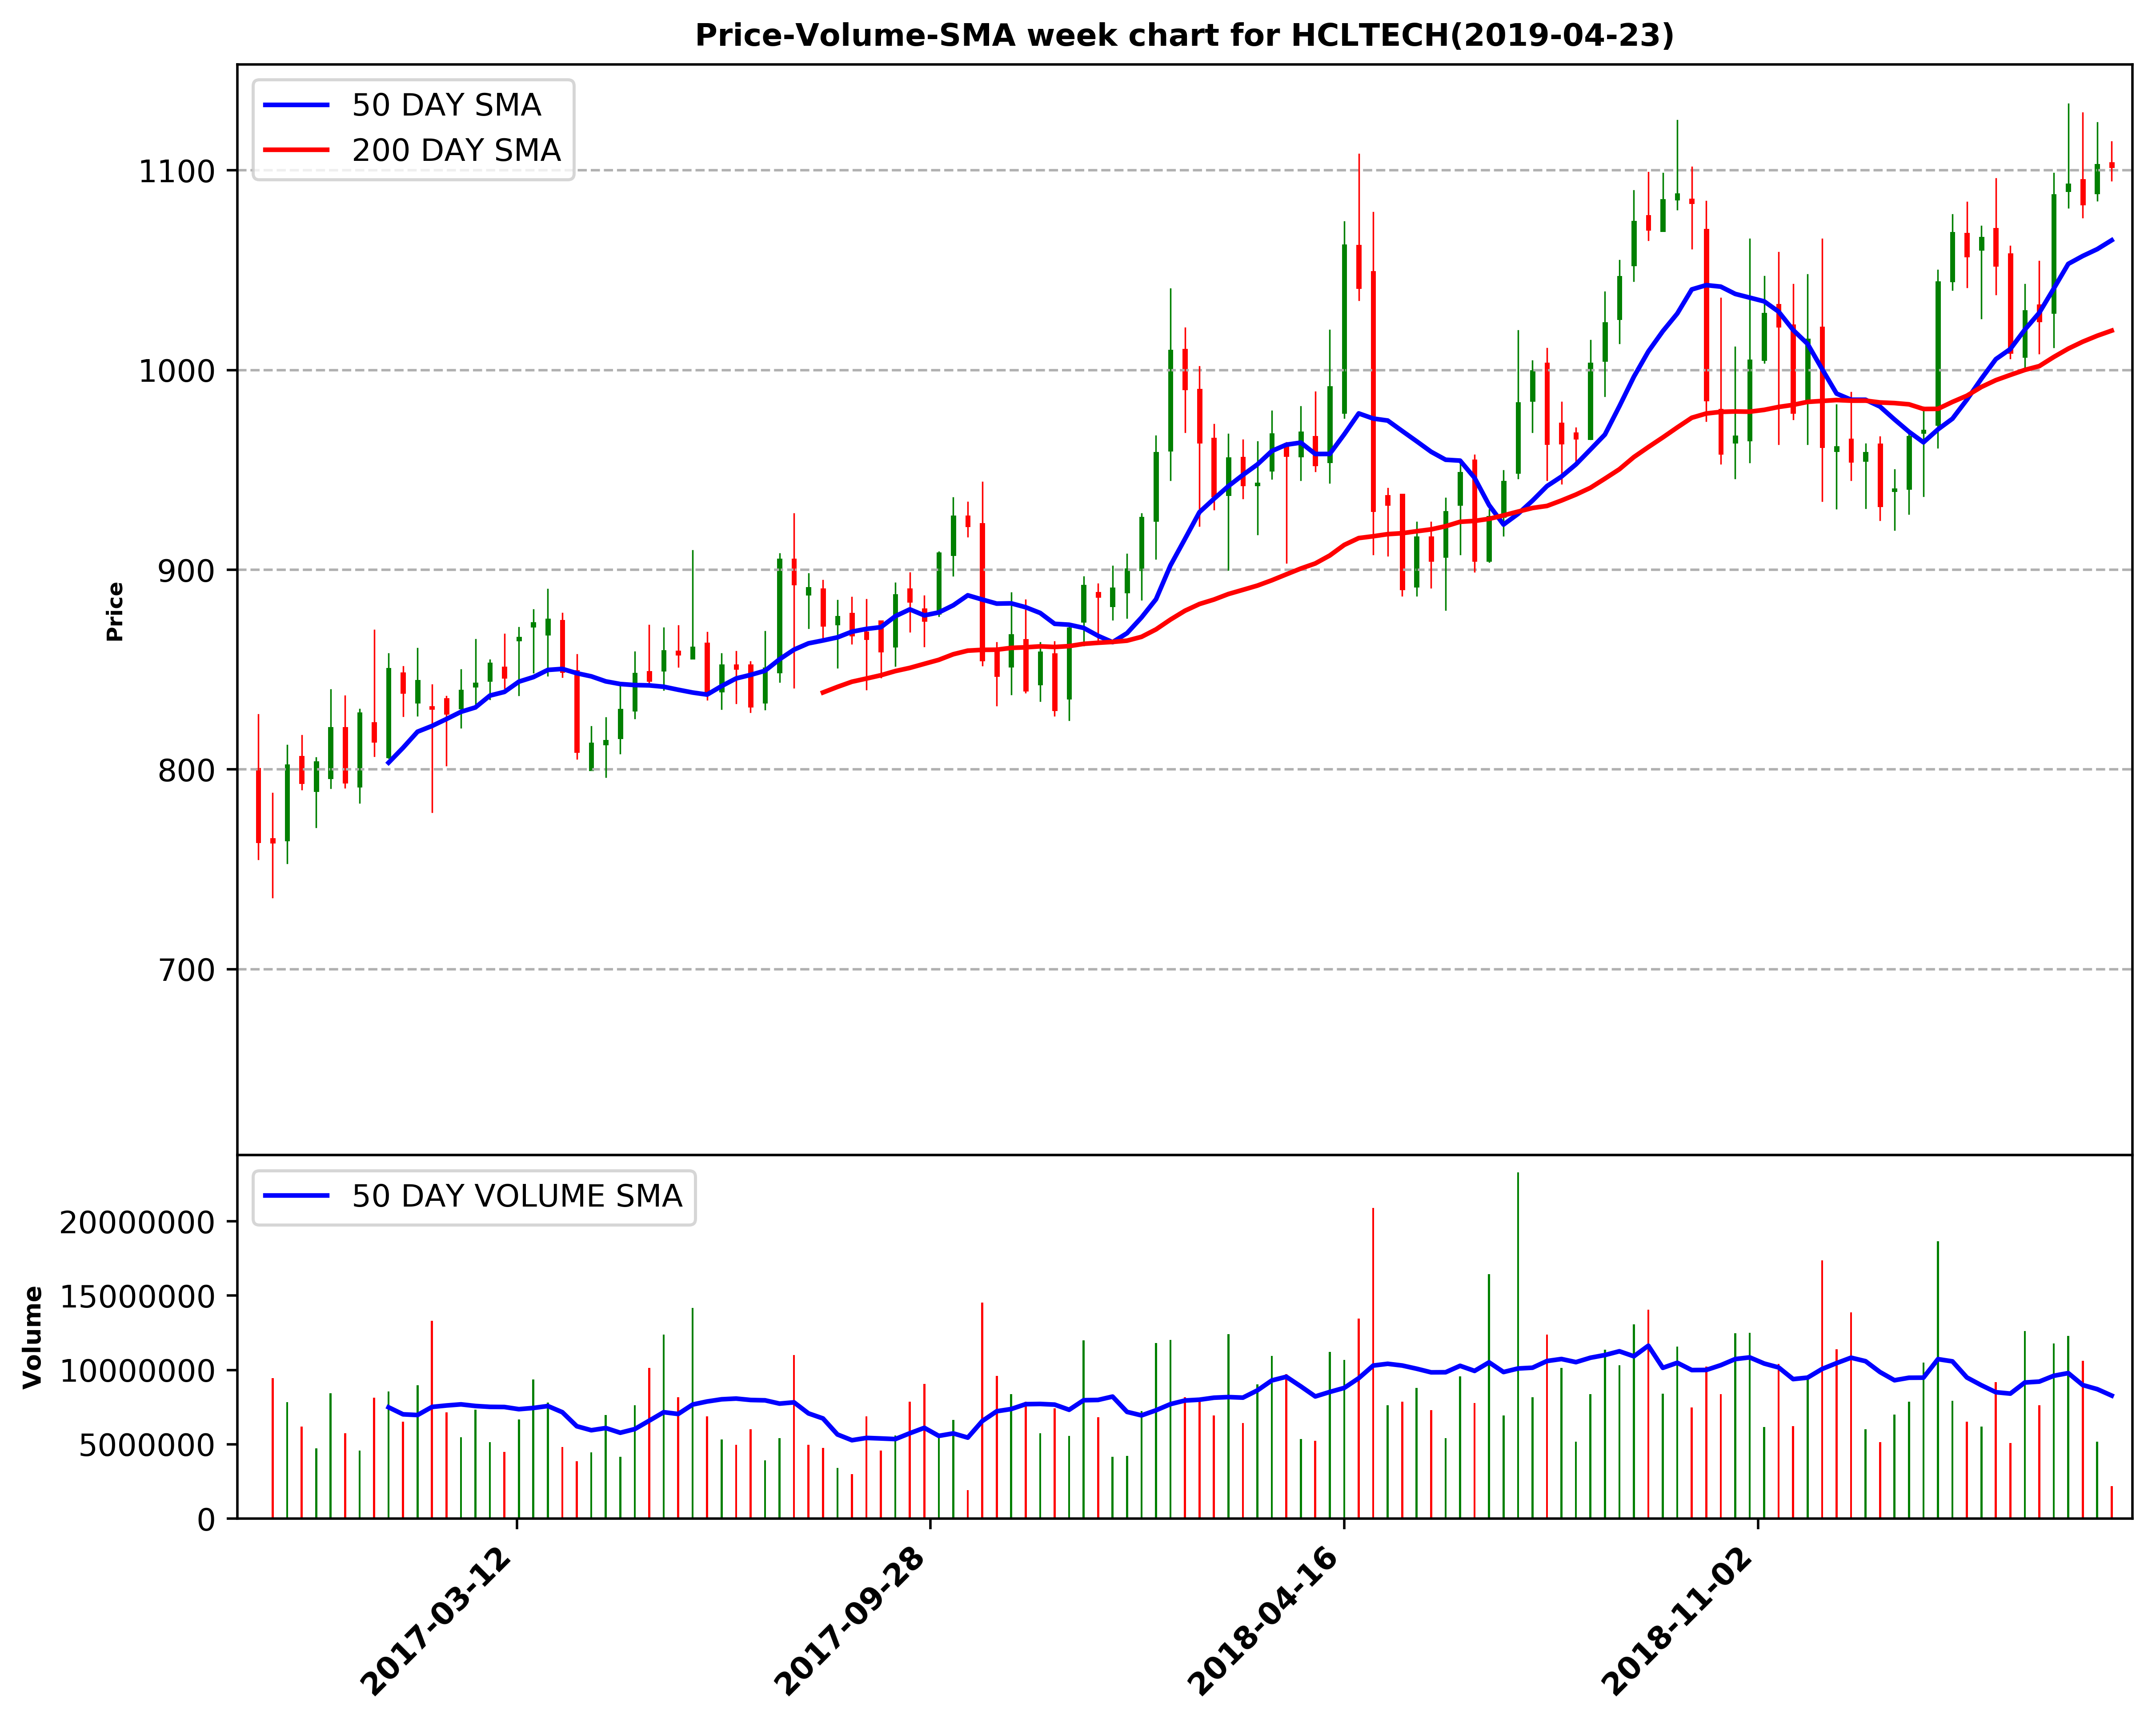 Price-Volume-SMA week chart for HCLTECH(2019-04-23)
50 DAY SMA
200 DAY SMA
1100
1000
900
800
700
Price
50 DAY VOLUME SMA
20000000
15000000
10000000
5000000
0
Volume
2017-03-12
2017-09-28
2018-04-16
2018-11-02